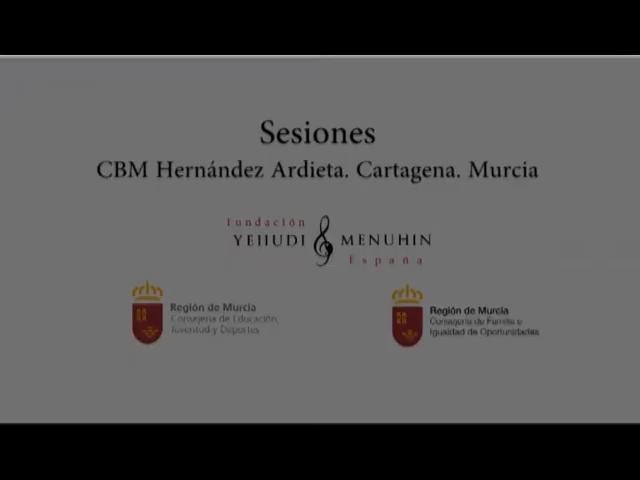 Sesiones
CBM Hernández Ardieta. Cartagena. Murcia
Fundación
YEHUDI MENUHIN
España
Región de Murcia
Consejería de Educación,
Juventud y Deportes
Región de Murcia
Consejería de Familia e
Igualdad de Oportunidades